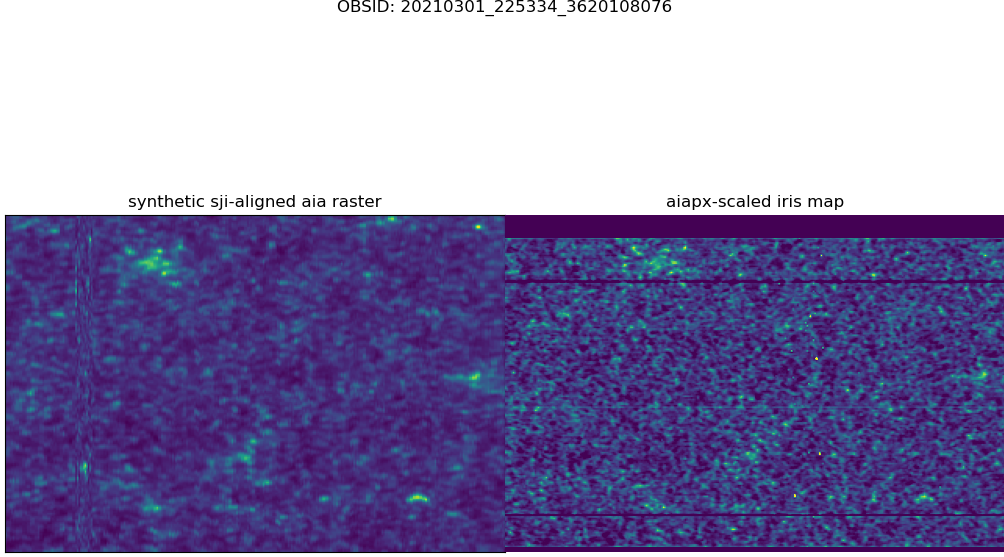 OBSID: 20210301_225334_3620108076
synthetic sji-aligned aia raster
aiapx-scaled iris map